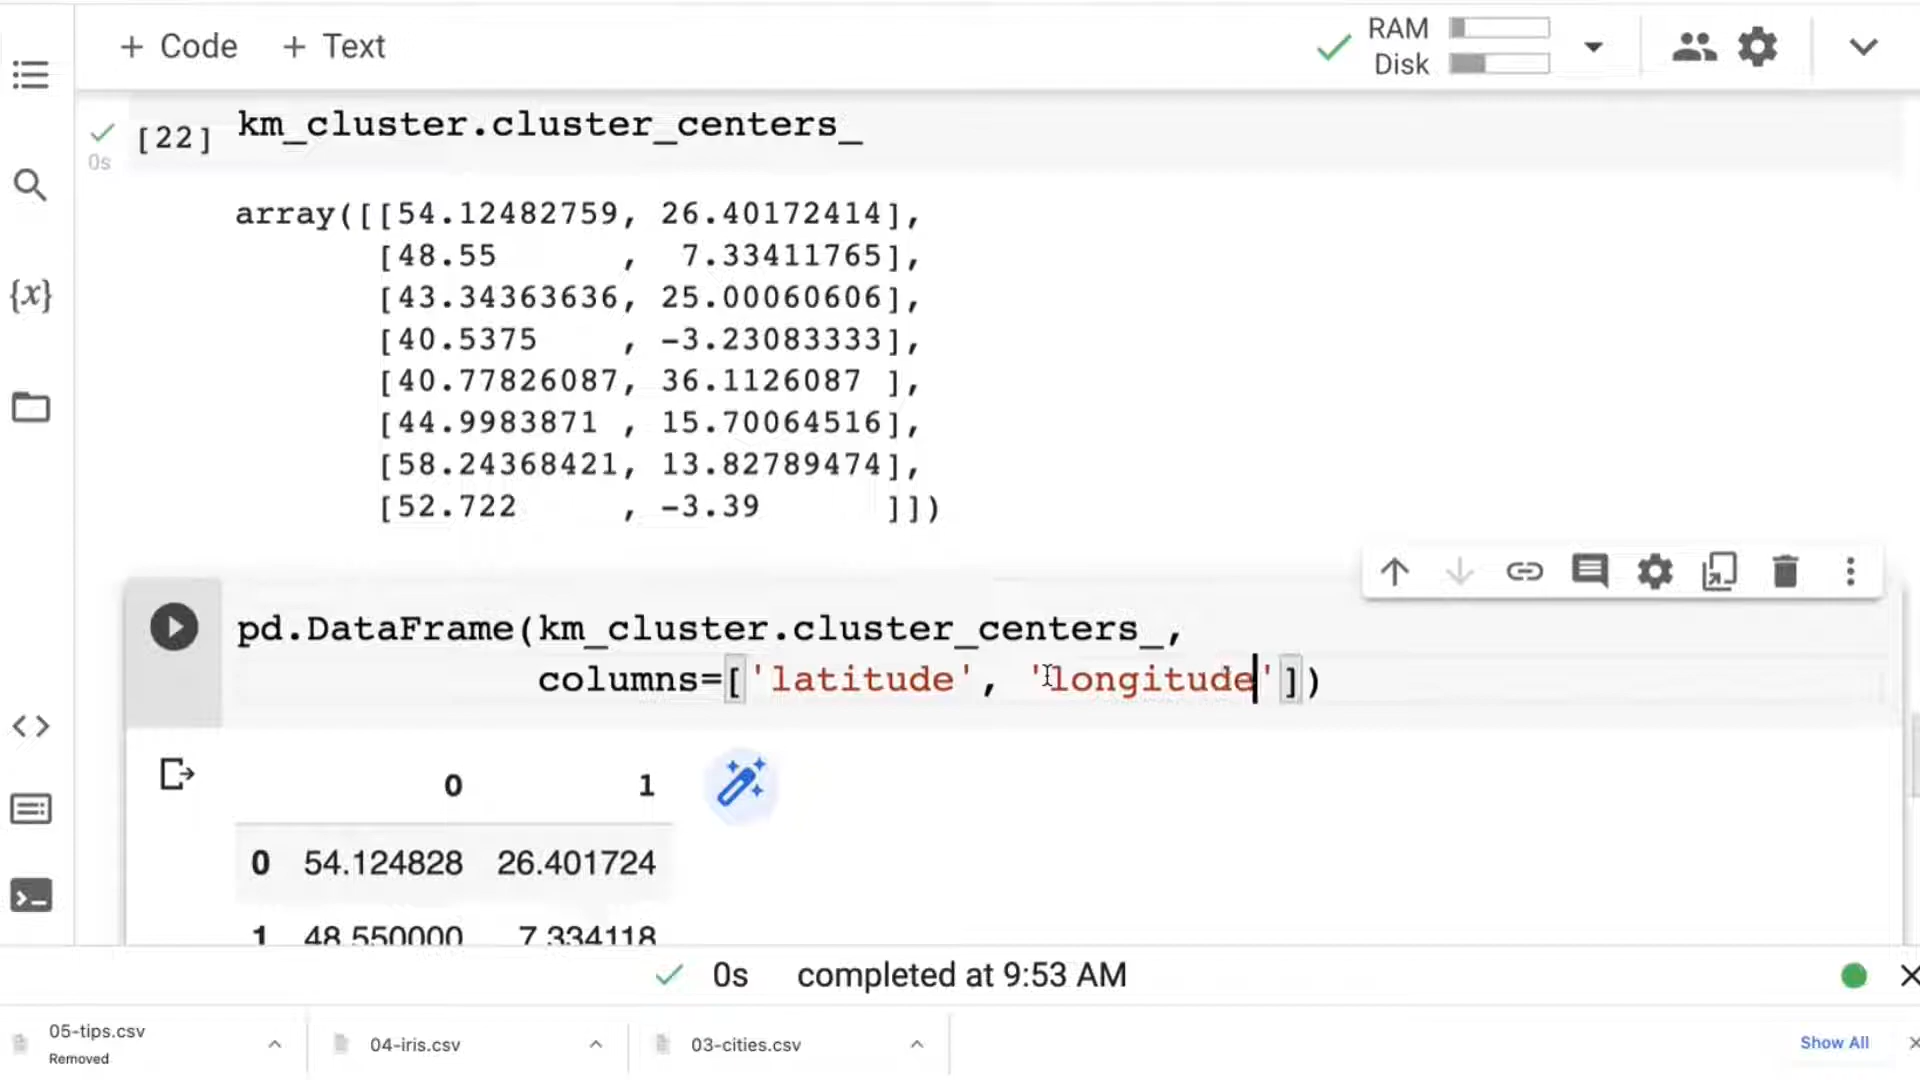 + Code + Text
RAM
Disk
[22] km_cluster.cluster_centers_
0s
array([[54.12482759, 26.40172414],
[48.55 , 7.33411765],
[43.34363636, 25.00060606],
[40.5375 , -3.23083333],
[40.77826087, 36.1126087 ],
[44.9983871 , 15.70064516],
[58.24368421, 13.82789474],
[52.722 , -3.39 ]])
{x}
pd.DataFrame(km_cluster.cluster_centers_,
columns=['latitude', 'longitude'])
0 1
0 54.124828 26.401724
1 48.550000 7.334118
0s completed at 9:53 AM
05-tips.csv
Removed
04-iris.csv
03-cities.csv
Show All